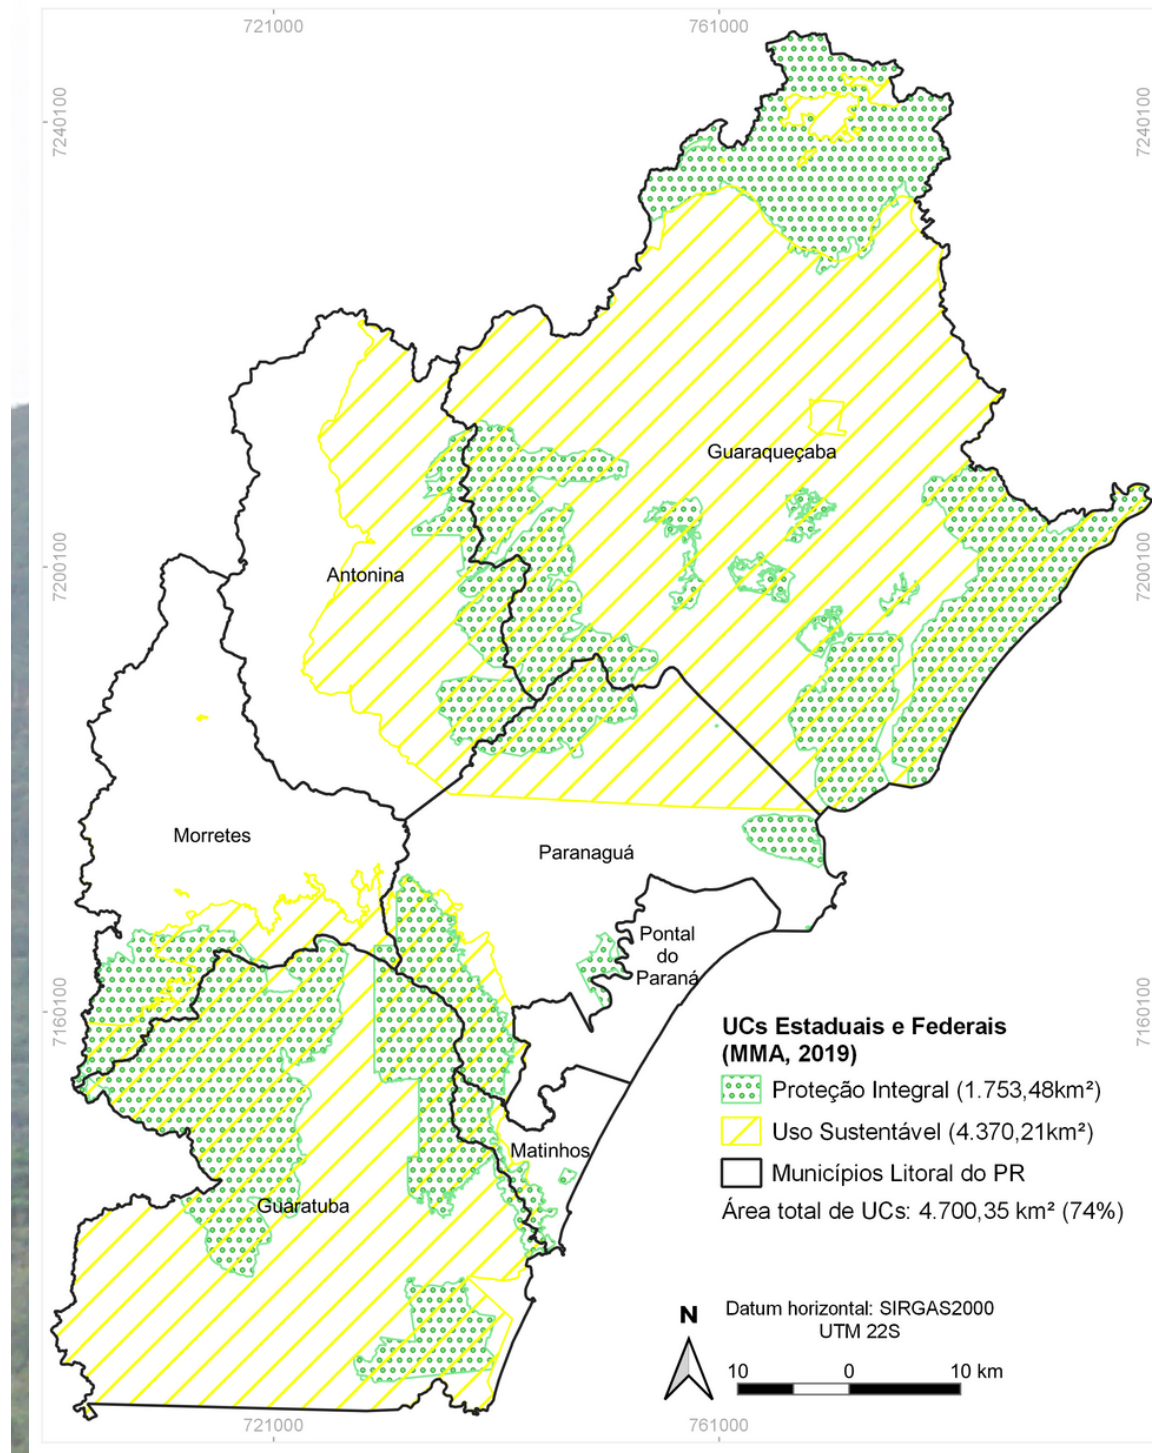 721000
761000
7240100
7240100
Guaraqueçaba
Antonina
7200100
7200100
Morretes
Paranaguá
Pontal
do
Paraná
7160100
7160100
UCs Estaduais e Federais
(MMA, 2019)
Proteção Integral (1.753,48km²)
Uso Sustentável (4.370,21km²)
Municípios Litoral do PR
Área total de UCs: 4.700,35 km² (74%)
Matinhos
Guaratuba
N
Datum horizontal: SIRGAS2000
UTM 22S
10 0 10 km
721000
761000